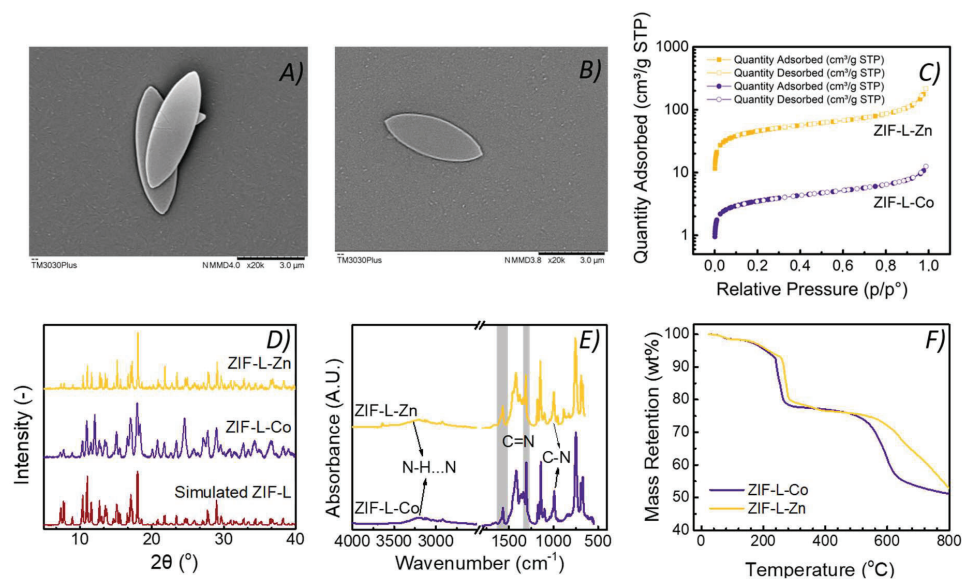 A)
TM3030Plus NMMD4.0 x20k 3.0 μm
B)
TM3030Plus NMMD3.8 x20k 3.0 μm
C)
Quantity Adsorbed (cm³/g STP)
1000
100
10
1
Quantity Adsorbed (cm³/g STP)
Quantity Desorbed (cm³/g STP)
Quantity Adsorbed (cm³/g STP)
Quantity Desorbed (cm³/g STP)
ZIF-L-Zn
ZIF-L-Co
0.0 0.2 0.4 0.6 0.8 1.0
Relative Pressure (p/p°)
D)
Intensity (-)
ZIF-L-Zn
ZIF-L-Co
Simulated ZIF-L
5 10 15 20 25 30 35 40
2θ (°)
E)
Absorbance (A.U.)
ZIF-L-Zn
C=N
N-H...N
C-N
ZIF-L-Co
4000 3000 1500 1000 500
Wavenumber (cm⁻¹)
F)
Mass Retention (wt%)
100
90
80
70
60
50
40
ZIF-L-Co
ZIF-L-Zn
0 200 400 600 800
Temperature (°C)